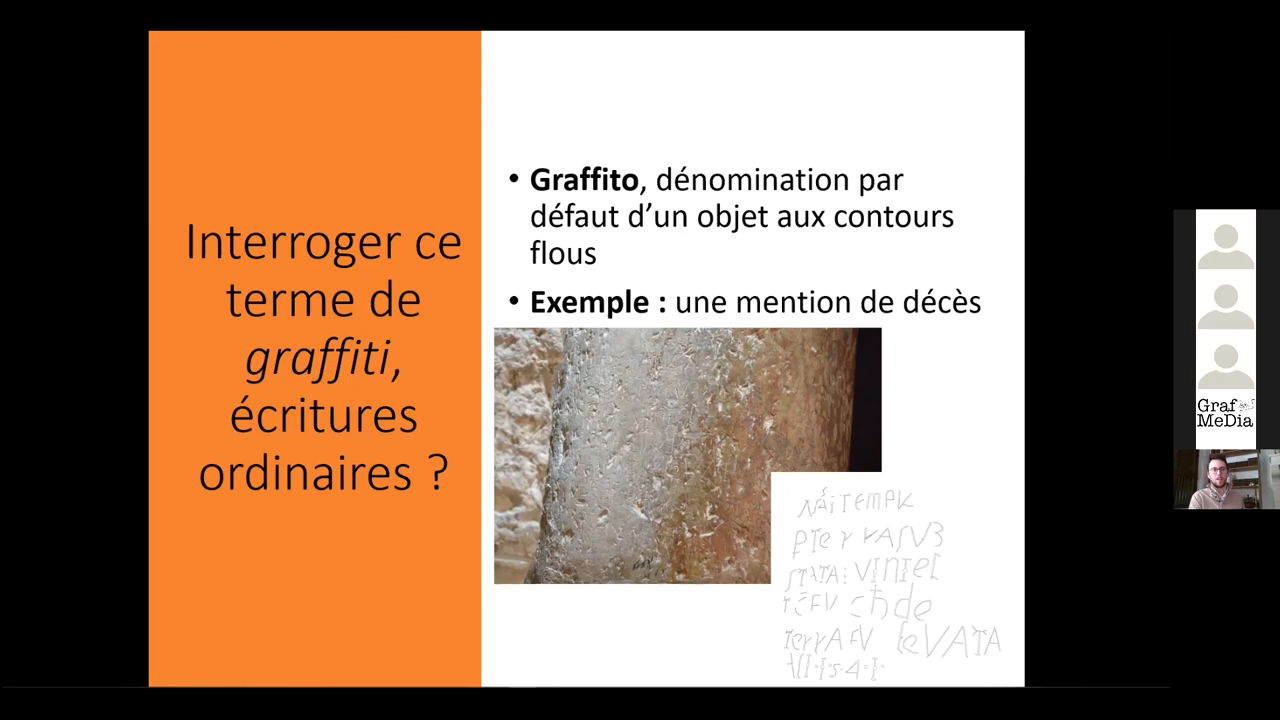 Interroger ce
terme de
graffiti,
écritures
ordinaires ?
• Graffito, dénomination par
défaut d’un objet aux contours
flous
• Exemple : une mention de décès
Graf
MeDia